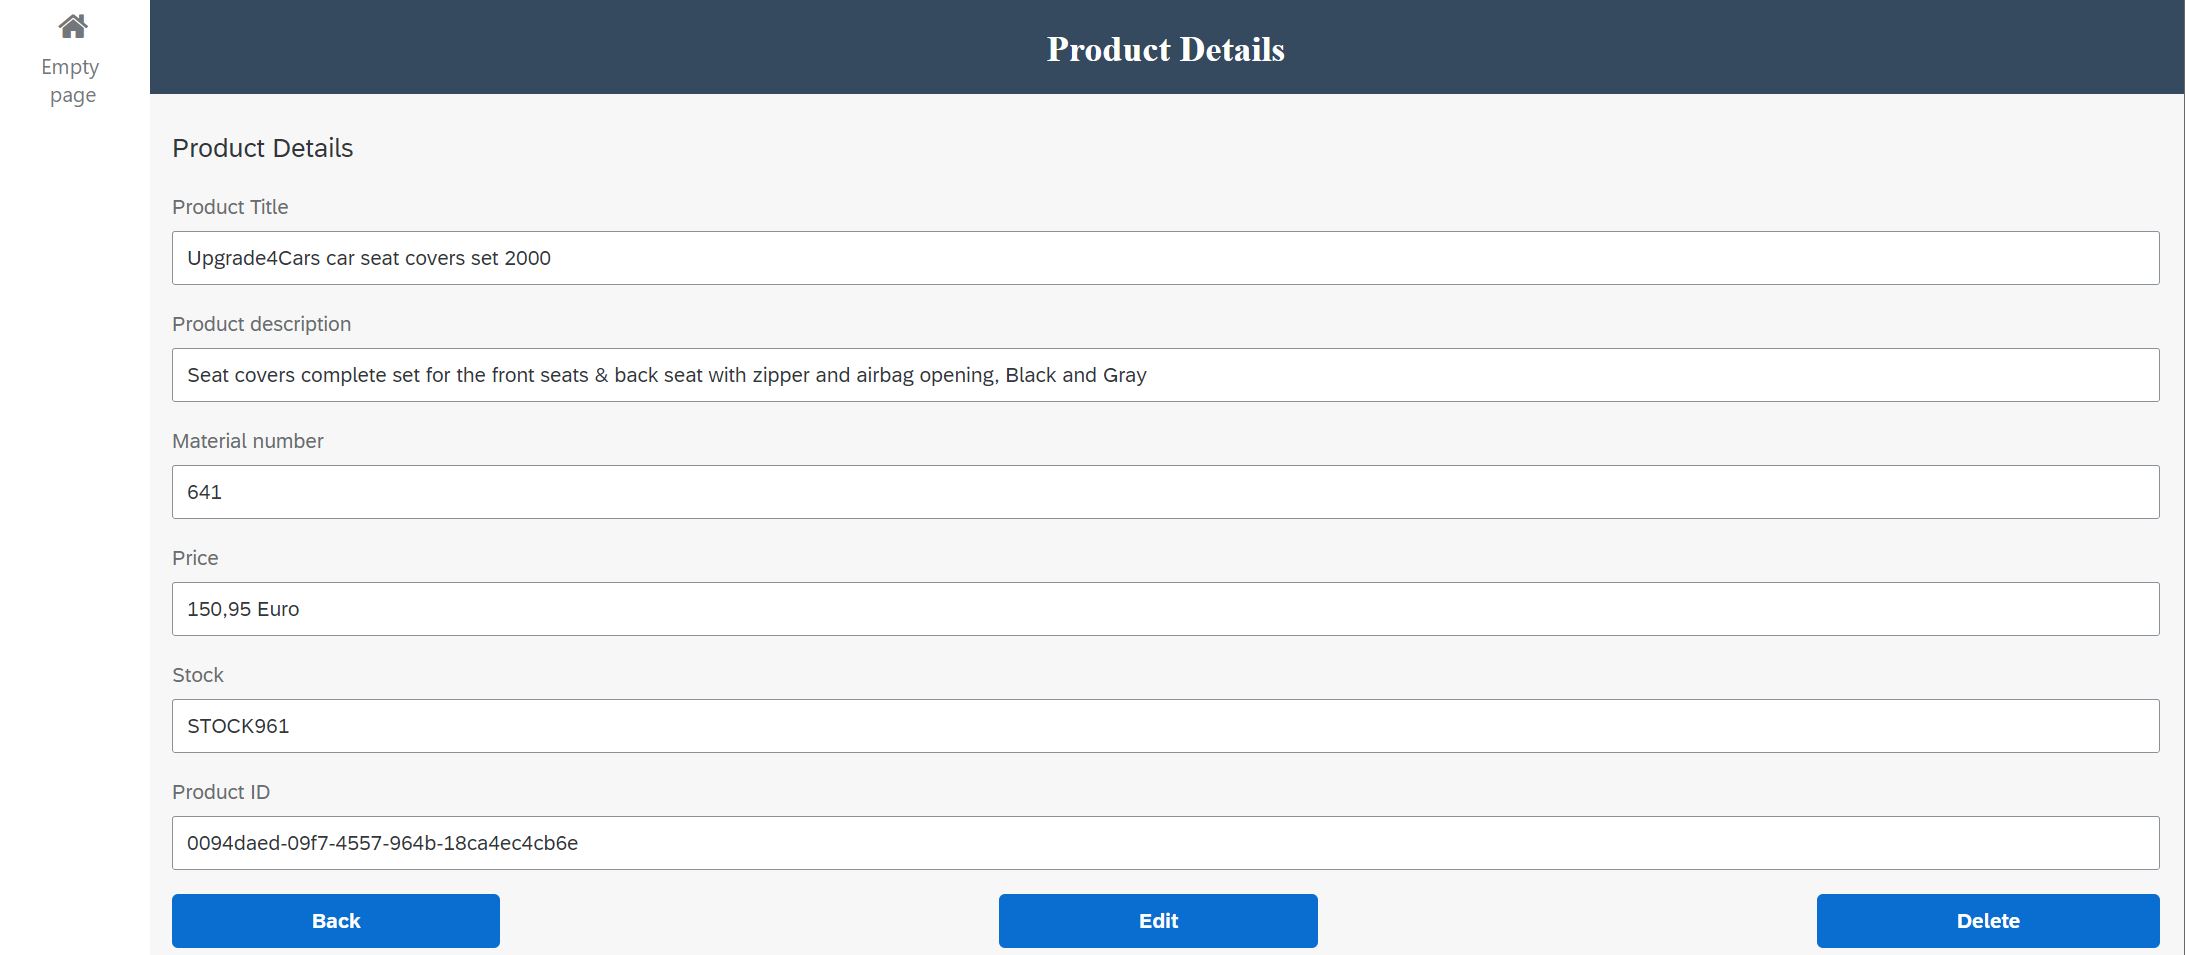 Empty
page
Product Details
Product Details
Product Title
Upgrade4Cars car seat covers set 2000
Product description
Seat covers complete set for the front seats & back seat with zipper and airbag opening, Black and Gray
Material number
641
Price
150,95 Euro
Stock
STOCK961
Product ID
0094daed-09f7-4557-964b-18ca4ec4cb6e
Back
Edit
Delete